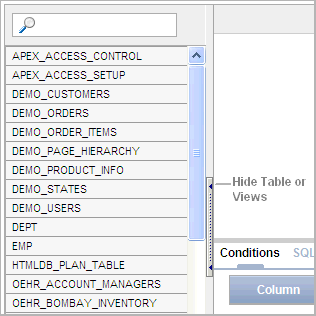 APEX_ACCESS_CONTROL
APEX_ACCESS_SETUP
DEMO_CUSTOMERS
DEMO_ORDERS
DEMO_ORDER_ITEMS
DEMO_PAGE_HIERARCHY
DEMO_PRODUCT_INFO
DEMO_STATES
DEMO_USERS
DEPT
EMP
HTMLDB_PLAN_TABLE
OEHR_ACCOUNT_MANAGERS
OEHR_BOMBAY_INVENTORY
Hide Table or
Views
Conditions SQL
Column